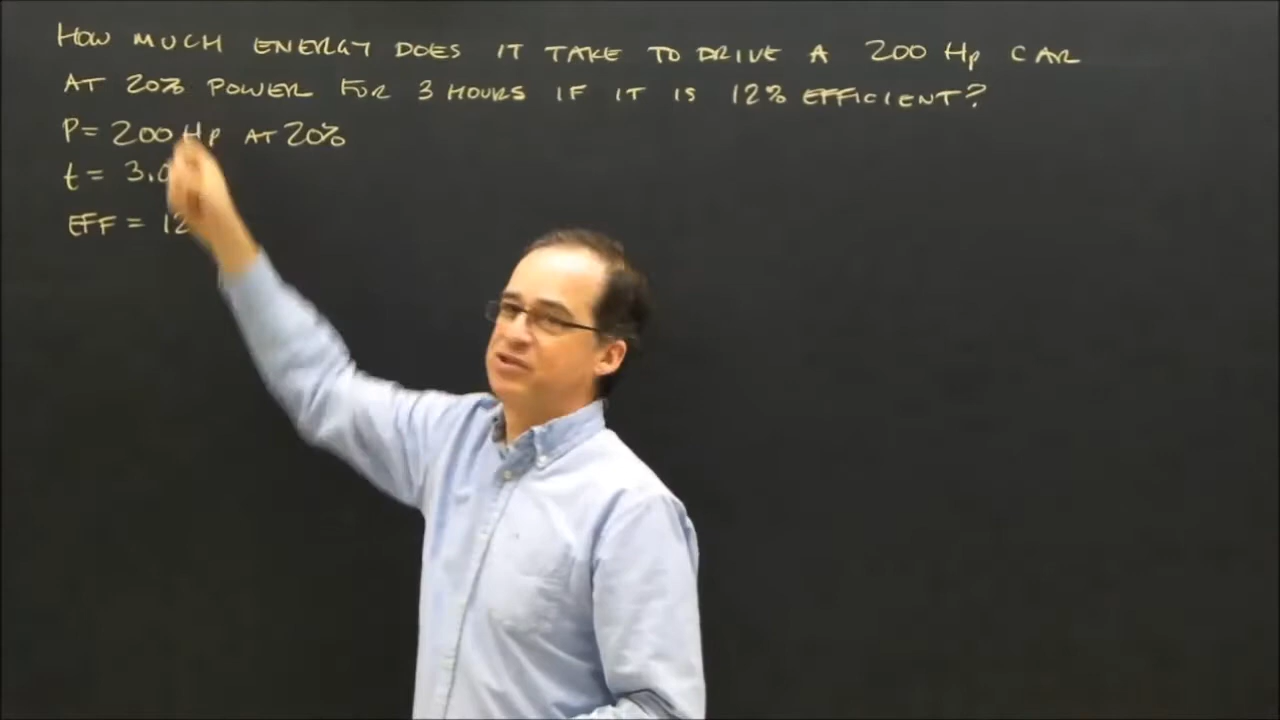 HOW MUCH ENERGY DOES IT TAKE TO DRIVE A 200 Hp CAR
AT 20% POWER FOR 3 HOURS IF IT IS 12% EFFICIENT?
P = 200 Hp AT 20%
t = 3.0
EFF = 12